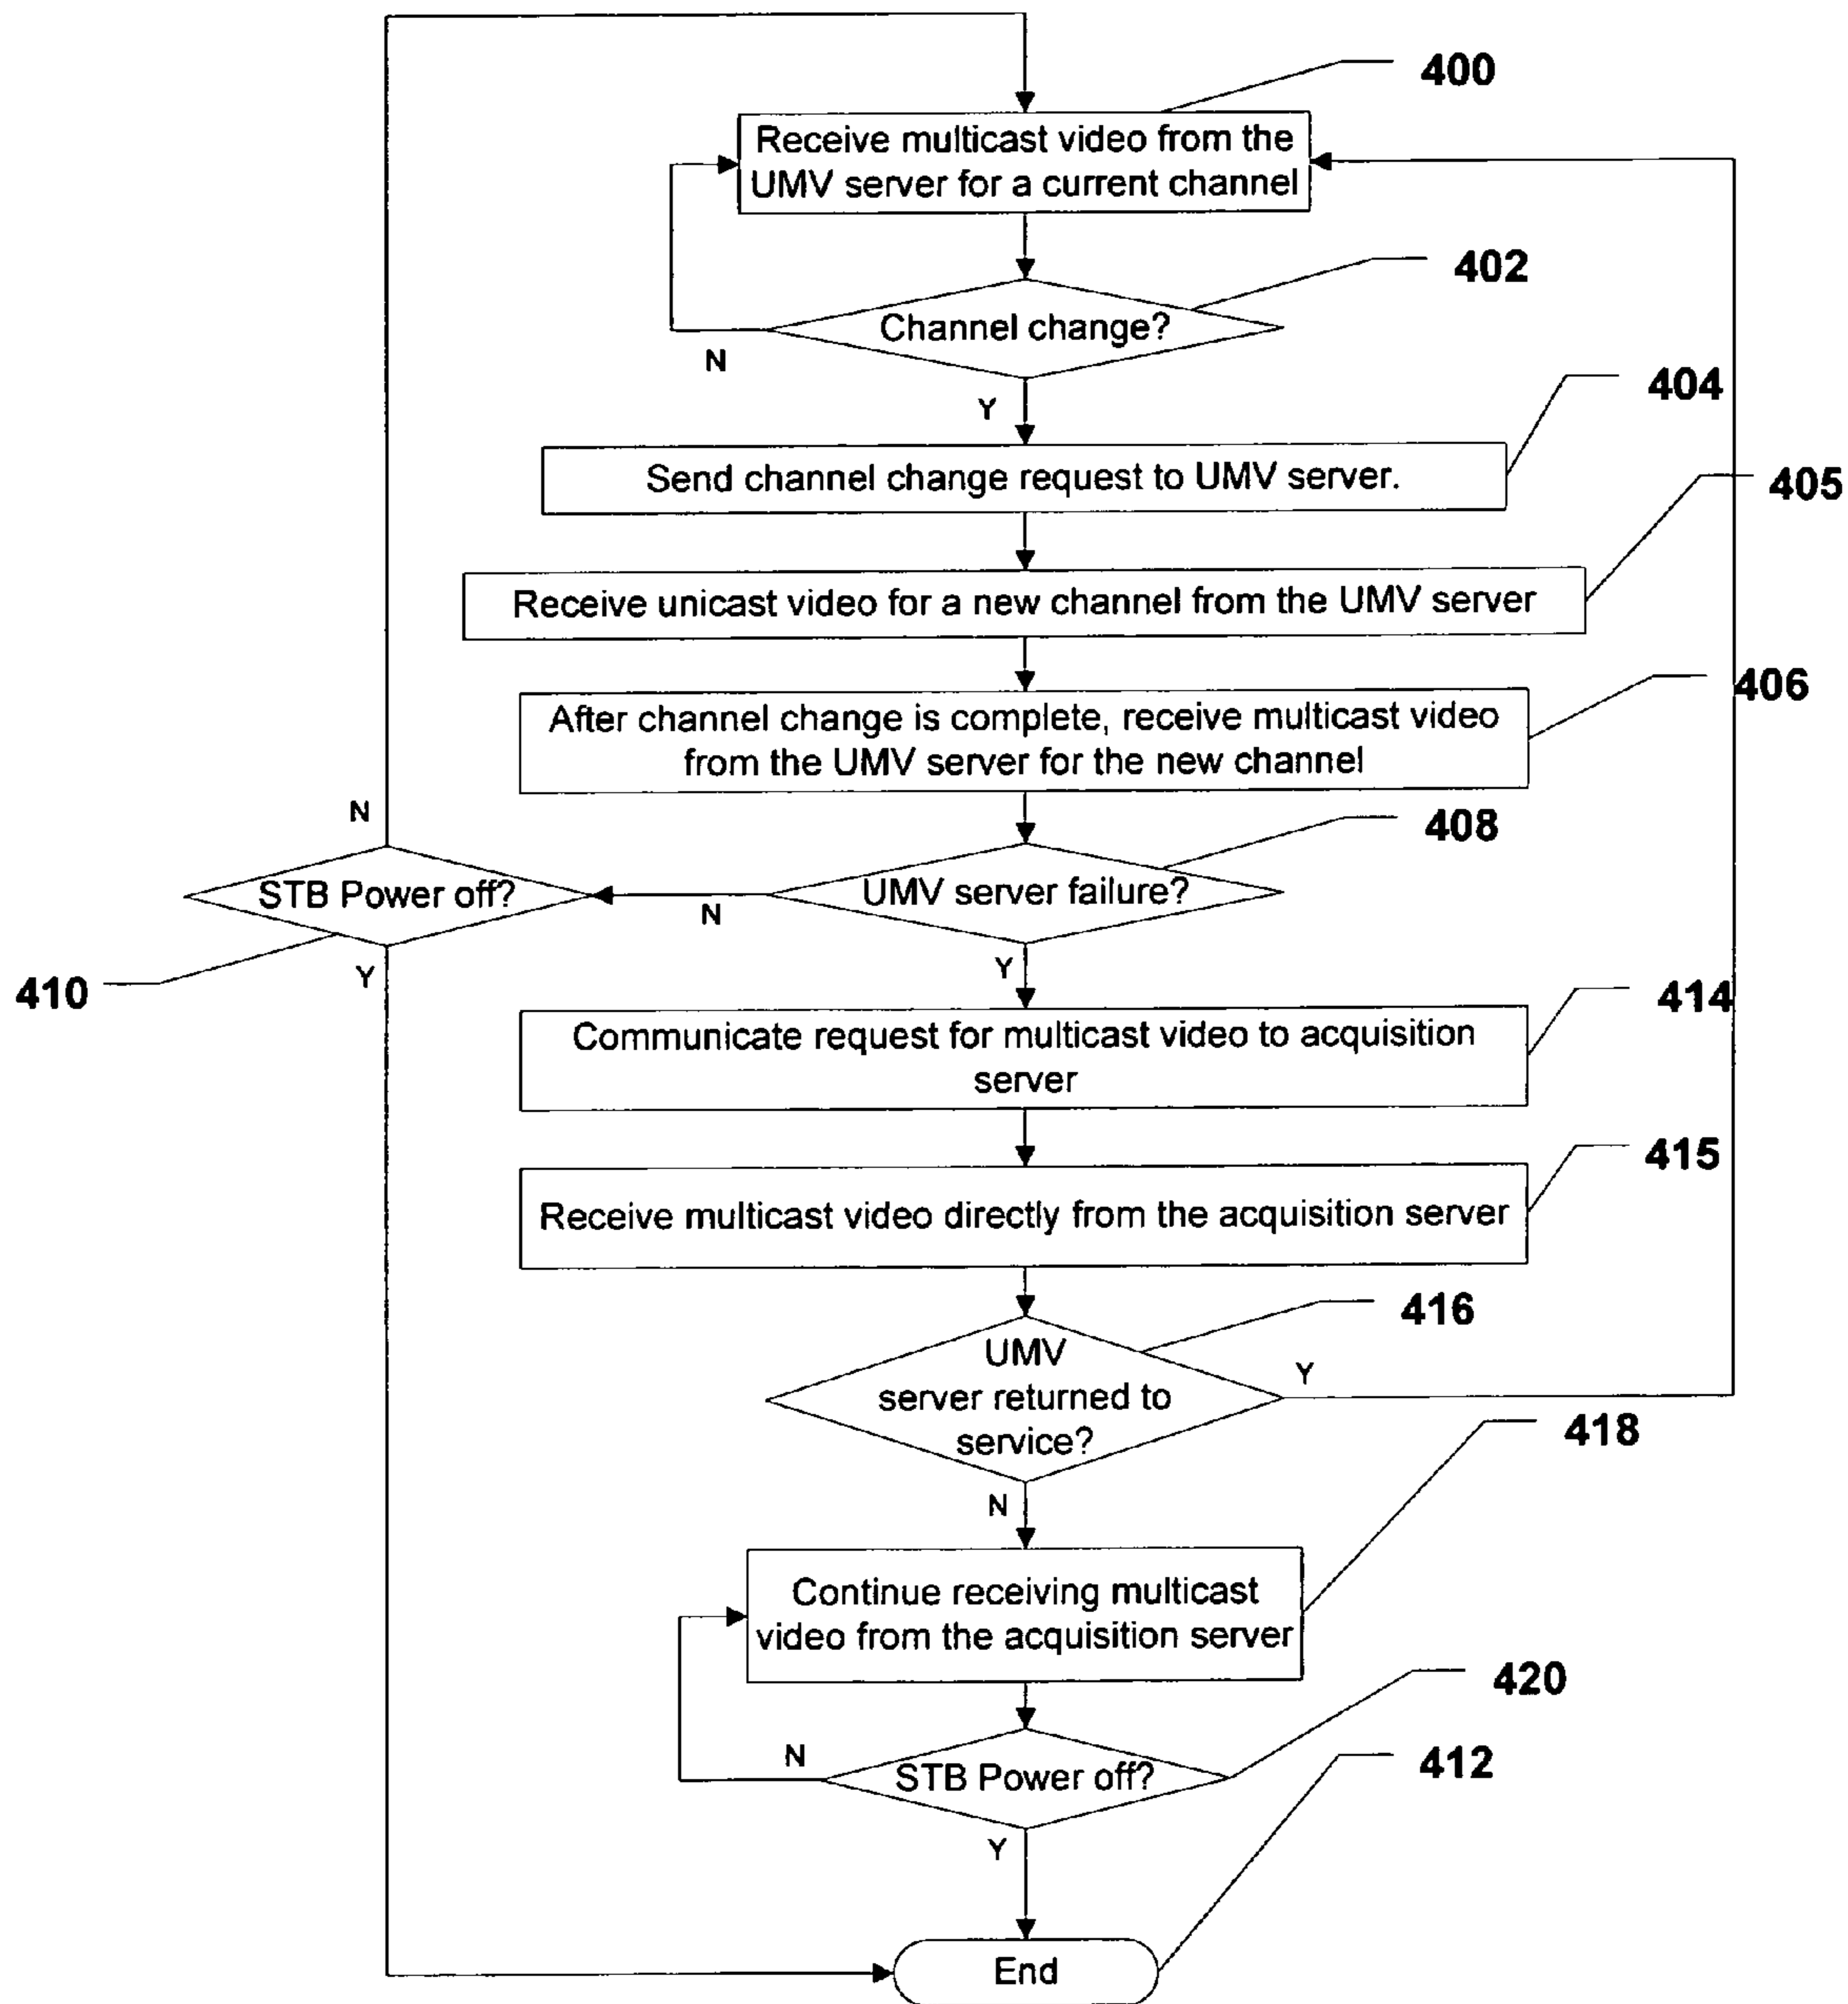 400
Receive multicast video from the
UMV server for a current channel
402
Channel change?
N
Y
404
Send channel change request to UMV server.
405
Receive unicast video for a new channel from the UMV server
406
After channel change is complete, receive multicast video
from the UMV server for the new channel
N
408
STB Power off?
UMV server failure?
N
Y
Y
410
414
Communicate request for multicast video to acquisition
server
415
Receive multicast video directly from the acquisition server
416
UMV
server returned to
service?
Y
418
N
Continue receiving multicast
video from the acquisition server
420
N
STB Power off?
412
Y
End